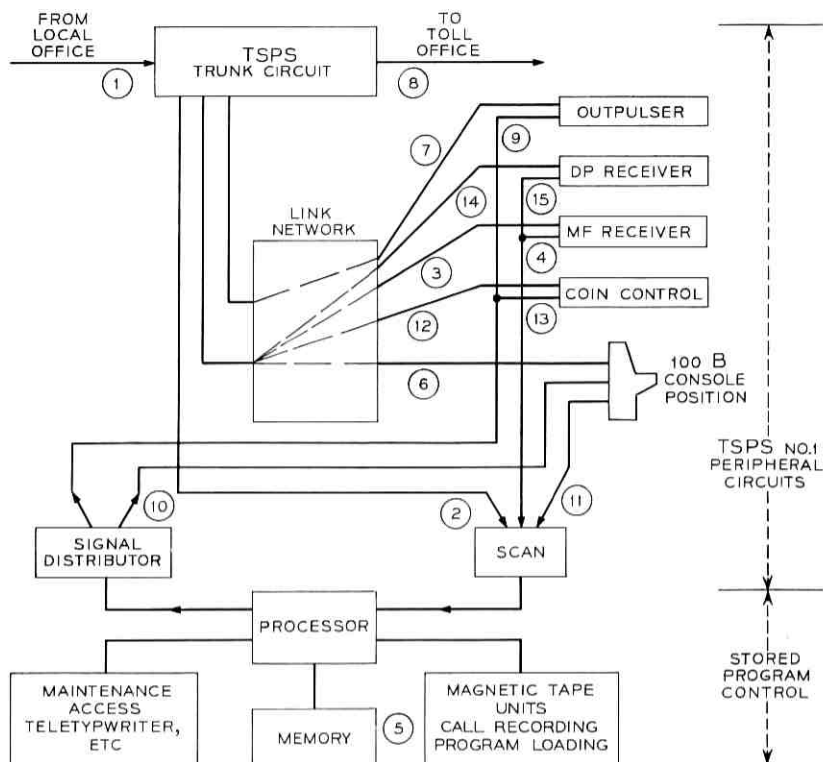 FROM
LOCAL
OFFICE
TO
TOLL
OFFICE
TSPS
TRUNK CIRCUIT
1
8
OUTPULSER
7
9
DP RECEIVER
14
15
LINK
NETWORK
MF RECEIVER
3
4
COIN CONTROL
12
13
100 B
CONSOLE
POSITION
6
TSPS NO.1
PERIPHERAL
CIRCUITS
10
2
11
SIGNAL
DISTRIBUTOR
SCAN
PROCESSOR
STORED
PROGRAM
CONTROL
MAINTENANCE
ACCESS
TELETYPWRITER,
ETC
MEMORY
5
MAGNETIC TAPE
UNITS
CALL RECORDING
PROGRAM LOADING